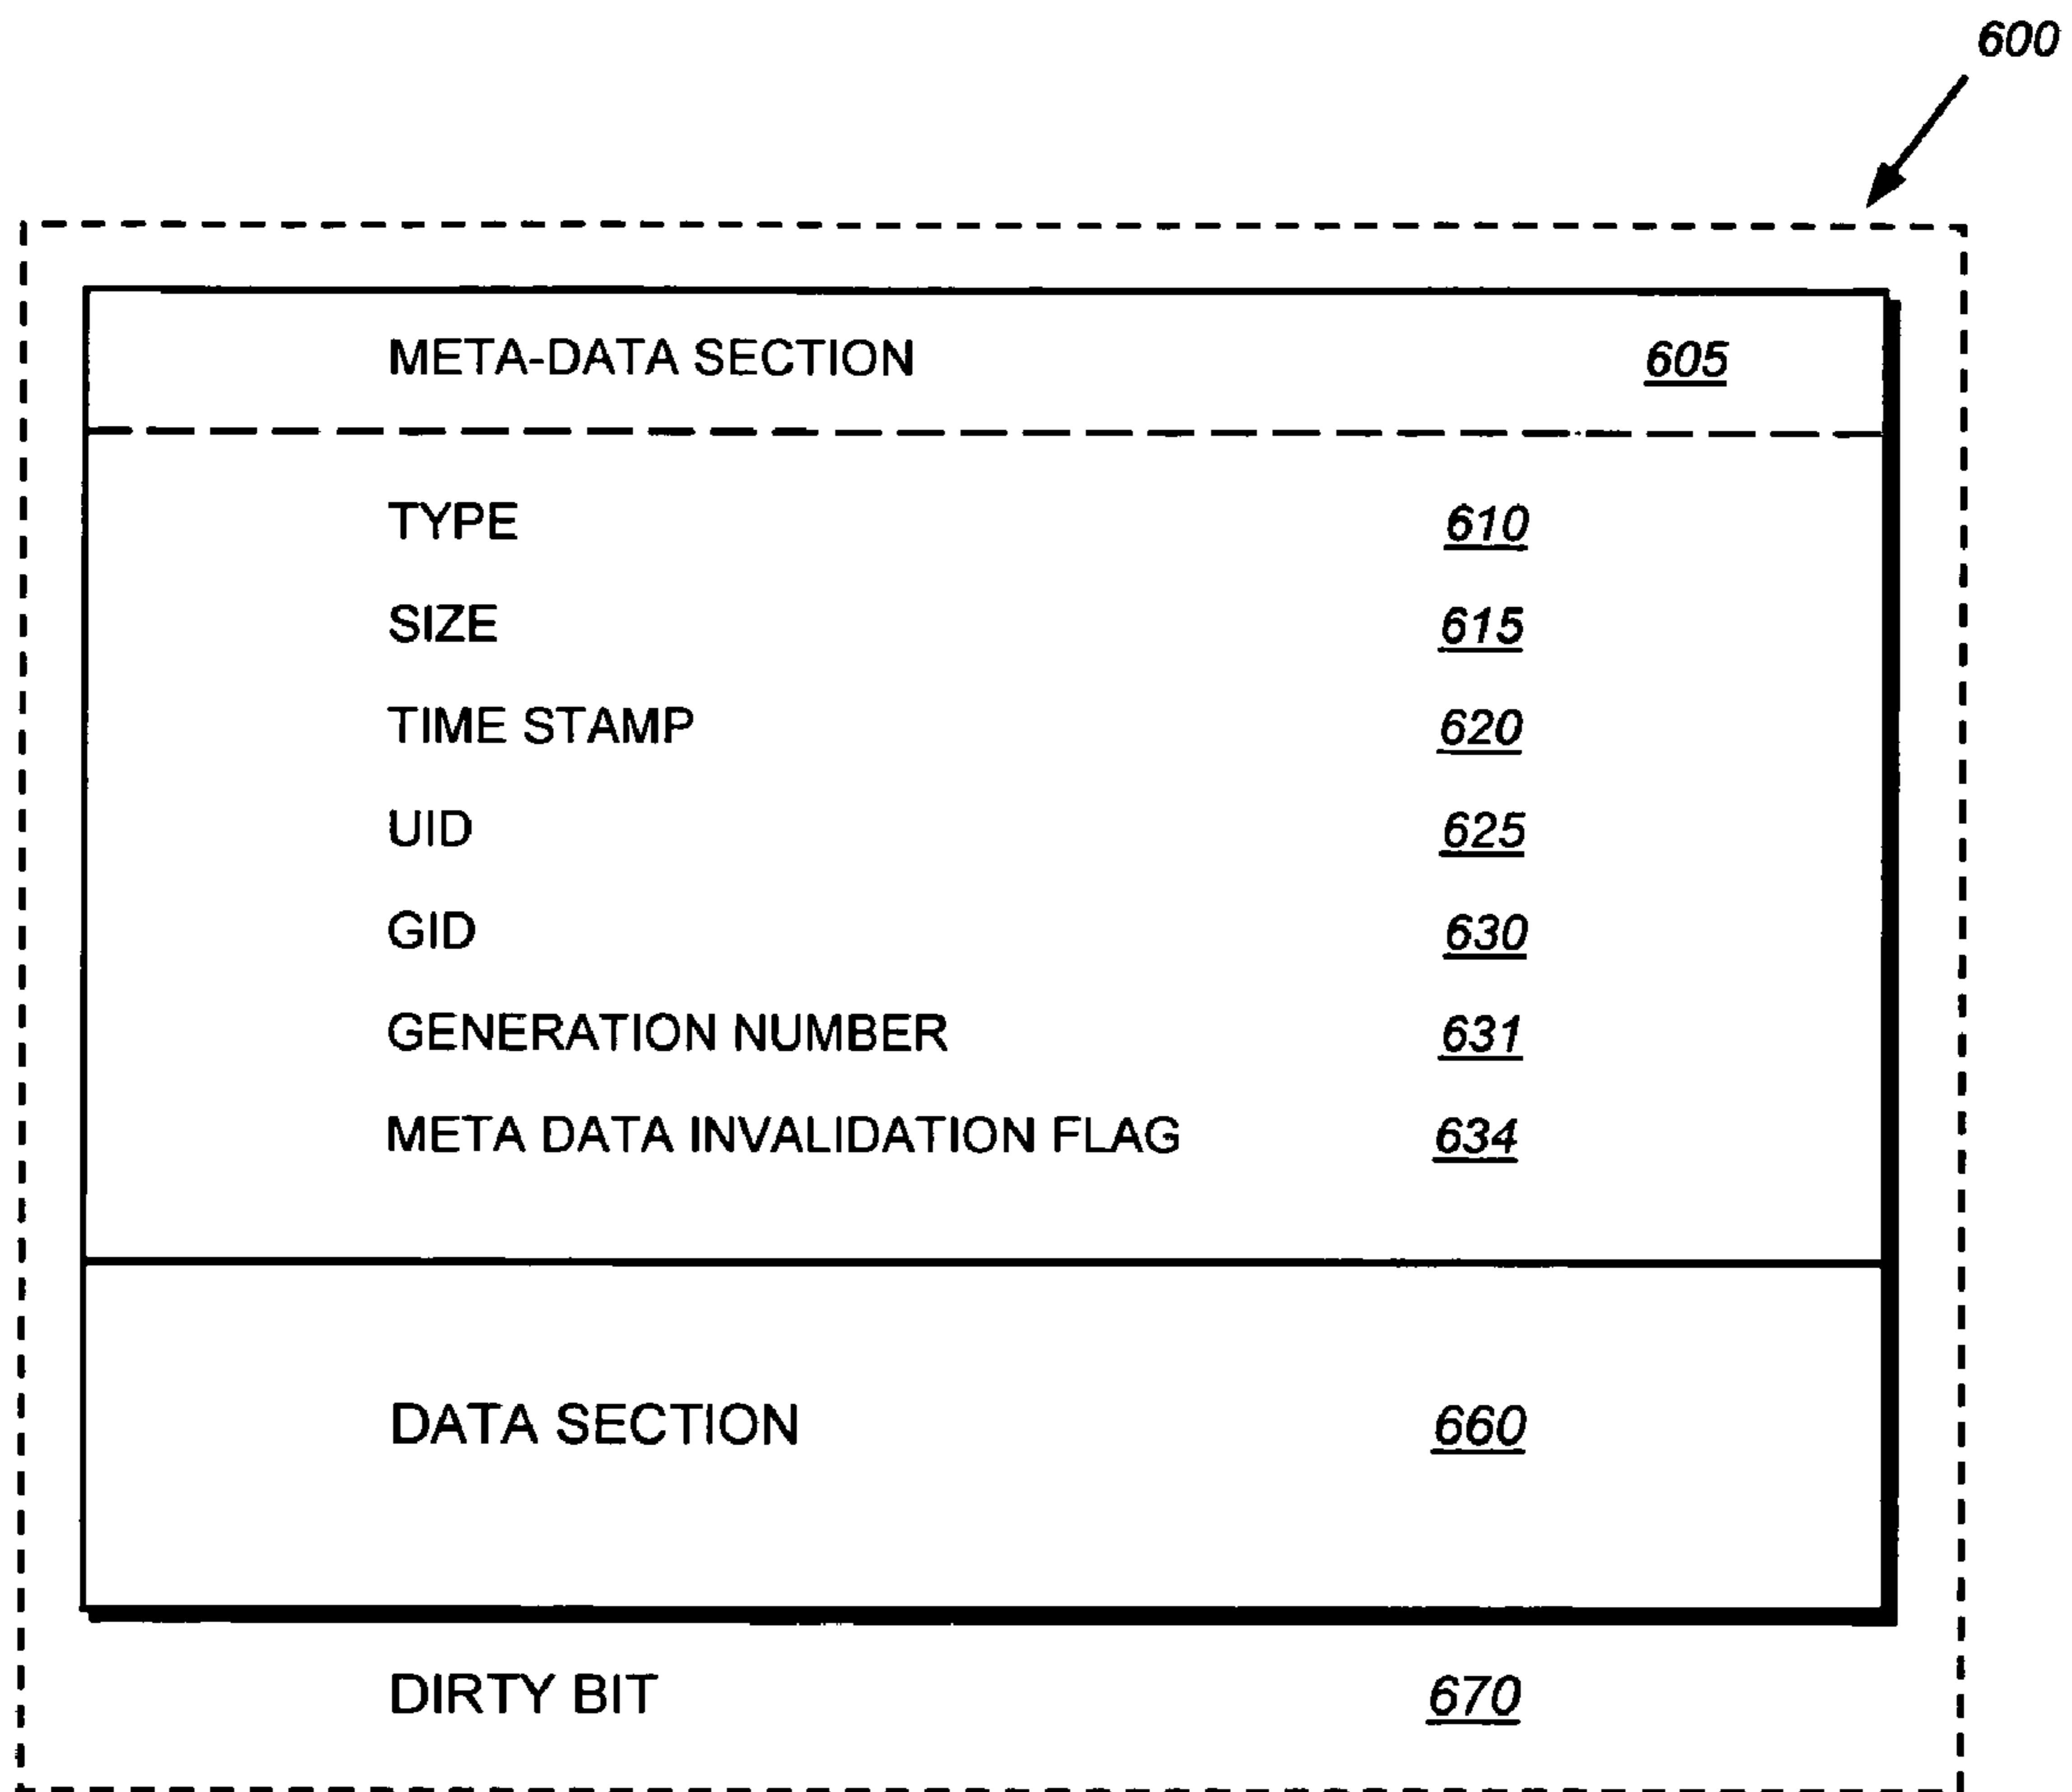 600
META-DATA SECTION 605
TYPE 610
SIZE 615
TIME STAMP 620
UID 625
GID 630
GENERATION NUMBER 631
META DATA INVALIDATION FLAG 634
DATA SECTION 660
DIRTY BIT 670